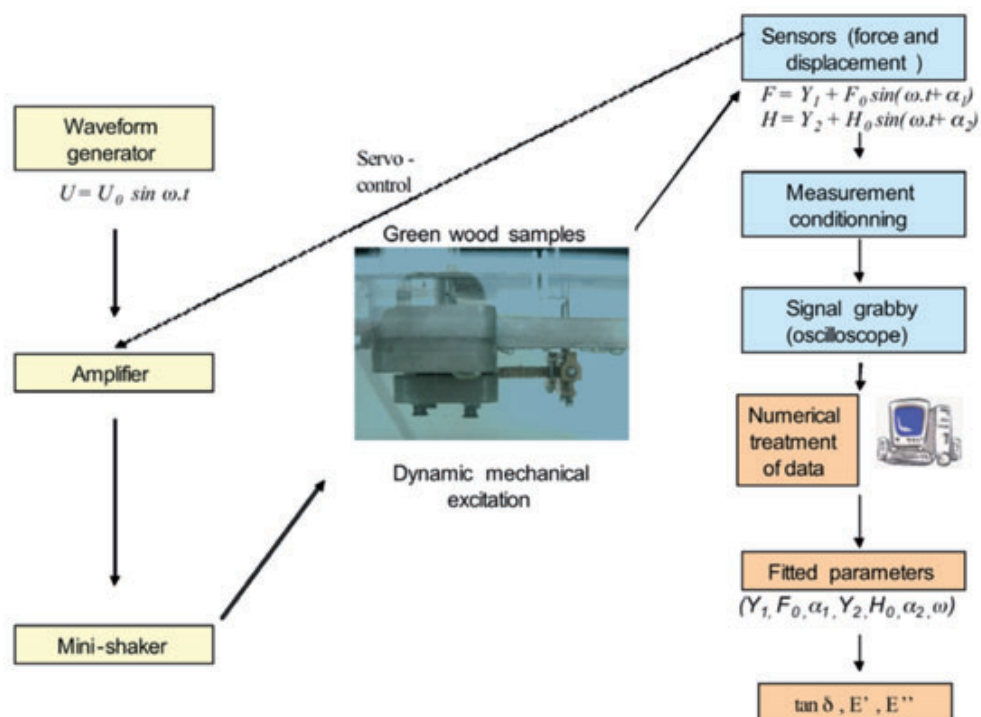 Waveform
generator
U = U₀ sin ω.t
Amplifier
Mini-shaker
Servo -
control
Green wood samples
Dynamic mechanical
excitation
Sensors (force and
displacement )
F = Y₁ + F₀ sin( ω.t+ α₁)
H = Y₂ + H₀ sin( ω.t+ α₂)
Measurement
conditionning
Signal grabby
(oscilloscope)
Numerical
treatment
of data
Fitted parameters
(Y₁, F₀, α₁, Y₂, H₀, α₂, ω)
tan δ , E' , E''